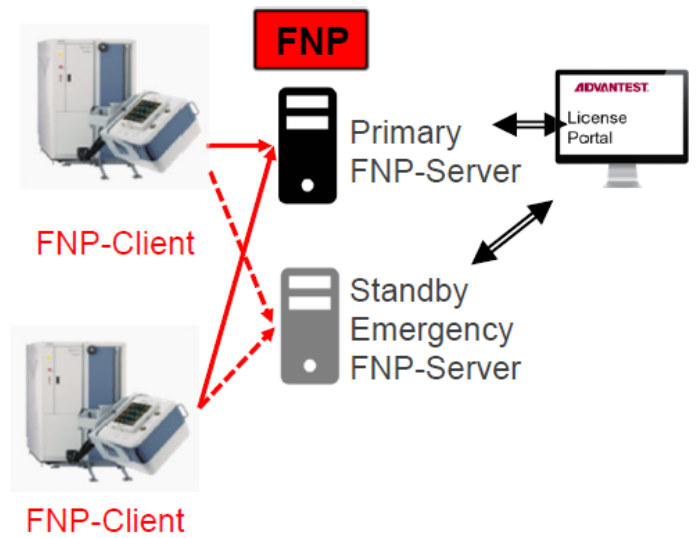 FNP
ADVANTEST
License
Portal
Primary
FNP-Server
FNP-Client
Standby
Emergency
FNP-Server
FNP-Client